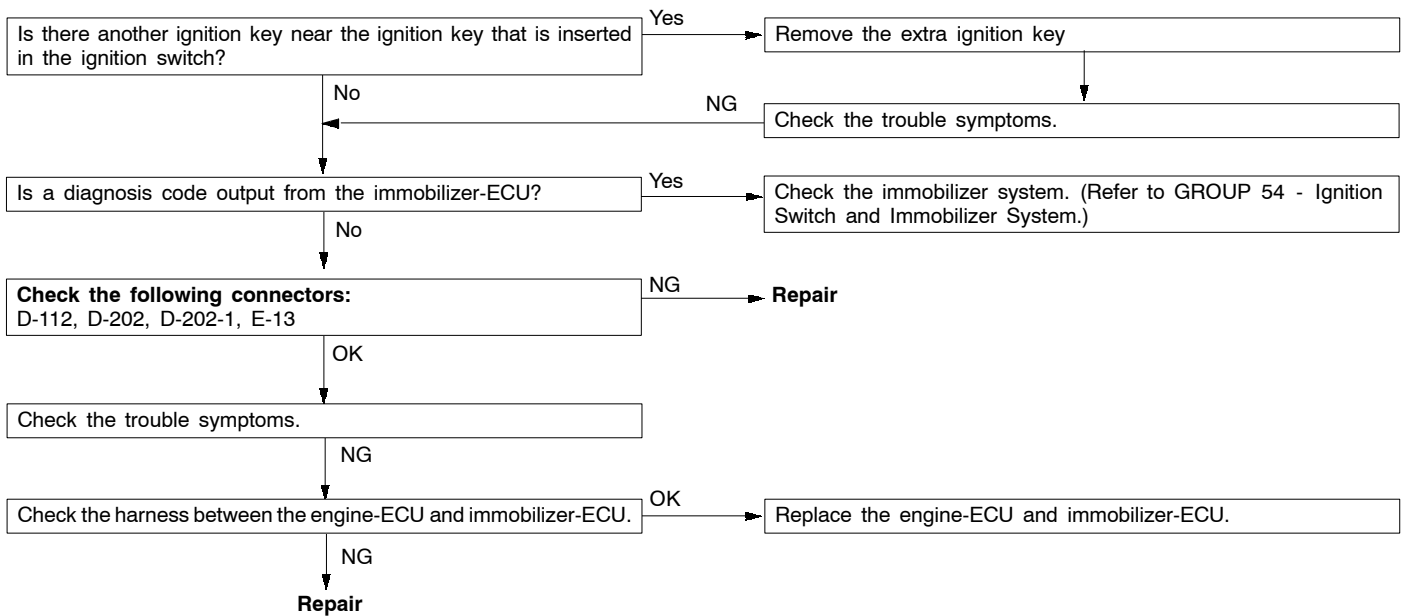 Is there another ignition key near the ignition key that is inserted
in the ignition switch?
Yes
Remove the extra ignition key
No
NG
Check the trouble symptoms.
Is a diagnosis code output from the immobilizer-ECU?
Yes
Check the immobilizer system. (Refer to GROUP 54 - Ignition
Switch and Immobilizer System.)
No
Check the following connectors:
D-112, D-202, D-202-1, E-13
NG
Repair
OK
Check the trouble symptoms.
NG
Check the harness between the engine-ECU and immobilizer-ECU.
OK
Replace the engine-ECU and immobilizer-ECU.
NG
Repair